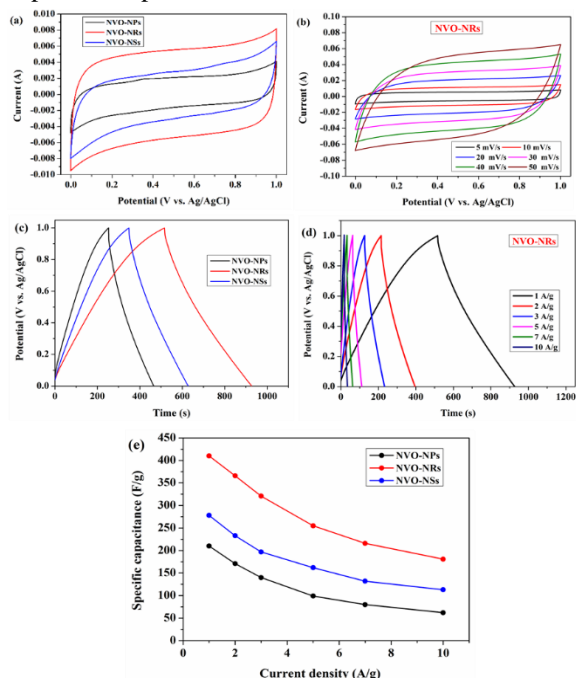 (a)
NVO-NPs
NVO-NRs
NVO-NSs
0.010
0.008
0.006
0.004
0.002
0.000
-0.002
-0.004
-0.006
-0.008
-0.010
Current (A)
0.0 0.2 0.4 0.6 0.8 1.0
Potential (V vs. Ag/AgCl)
(b)
NVO-NRs
0.10
0.08
0.06
0.04
0.02
0.00
-0.02
-0.04
-0.06
-0.08
-0.10
Current (A)
5 mV/s 10 mV/s
20 mV/s 30 mV/s
40 mV/s 50 mV/s
0.0 0.2 0.4 0.6 0.8 1.0
Potential (V vs. Ag/AgCl)
(c)
NVO-NPs
NVO-NRs
NVO-NSs
1.0
0.8
0.6
0.4
0.2
0.0
Potential (V vs. Ag/AgCl)
0 200 400 600 800 1000
Time (s)
(d)
NVO-NRs
1 A/g
2 A/g
3 A/g
5 A/g
7 A/g
10 A/g
1.0
0.8
0.6
0.4
0.2
0.0
Potential (V vs. Ag/AgCl)
0 200 400 600 800 1000 1200
Time (s)
(e)
NVO-NPs
NVO-NRs
NVO-NSs
450
400
350
300
250
200
150
100
50
0
Specific capacitance (F/g)
0 2 4 6 8 10
Current density (A/g)